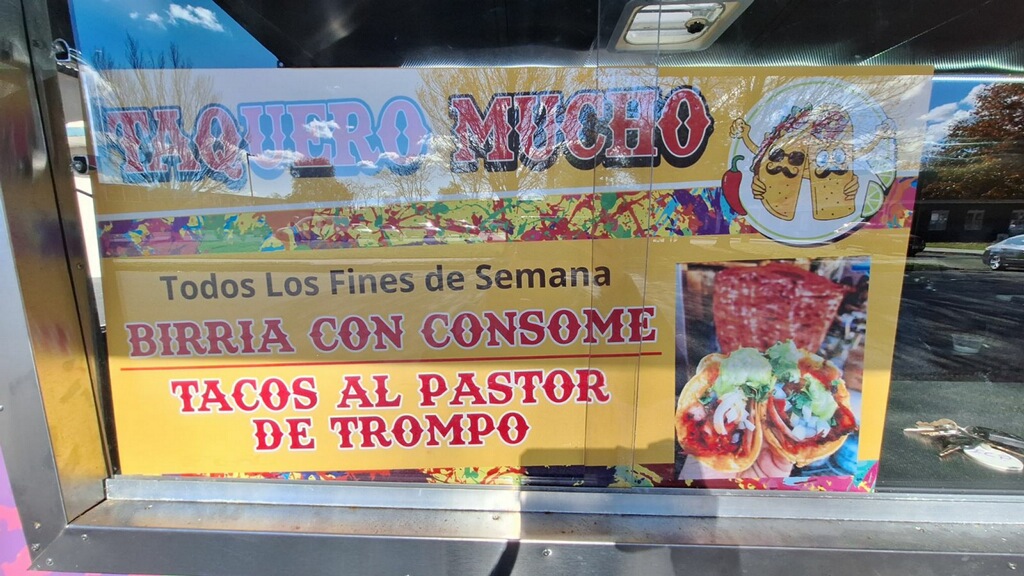 TAQUERO MUCHO
Todos Los Fines de Semana
BIRRIA CON CONSOME
TACOS AL PASTOR
DE TROMPO